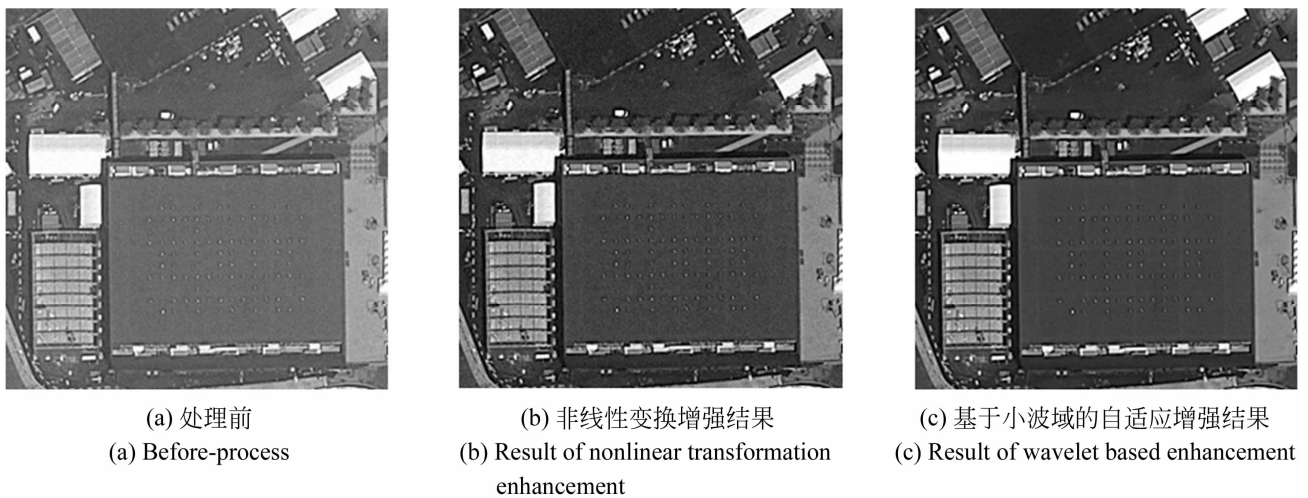 (a) 处理前
(a) Before-process
(b) 非线性变换增强结果
(b) Result of nonlinear transformation
enhancement
(c) 基于小波域的自适应增强结果
(c) Result of wavelet based enhancement